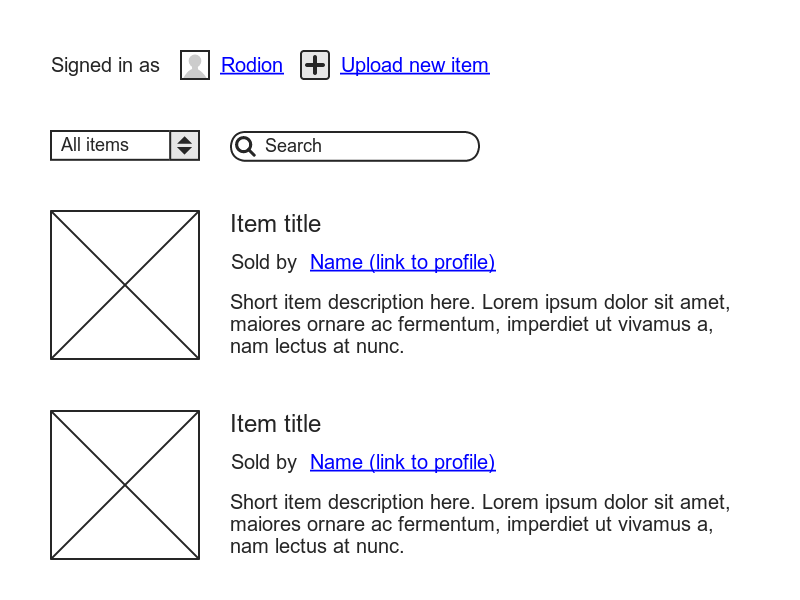 Signed in as Rodion Upload new item
All items Search
Item title
Sold by Name (link to profile)
Short item description here. Lorem ipsum dolor sit amet,
maiores ornare ac fermentum, imperdiet ut vivamus a,
nam lectus at nunc.
Item title
Sold by Name (link to profile)
Short item description here. Lorem ipsum dolor sit amet,
maiores ornare ac fermentum, imperdiet ut vivamus a,
nam lectus at nunc.